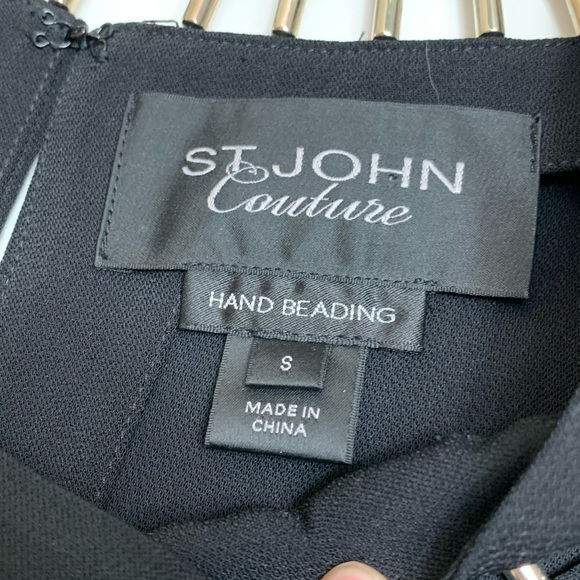 ST. JOHN
Couture
HAND BEADING
S
MADE IN
CHINA